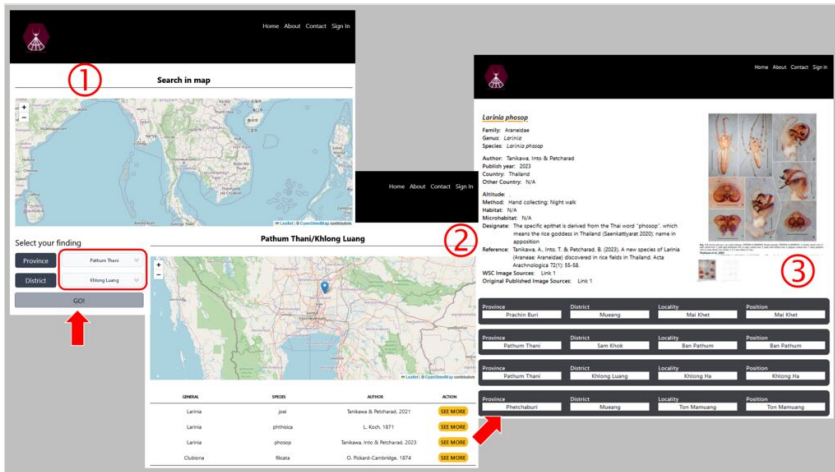 Home About Contact Sign In
①
Search in map
+
−
Leaflet | © OpenStreetMap contributors
Select your finding
Province Pathum Thani
District Khlong Luang
GO!
Home About Contact Sign In
②
Pathum Thani/Khlong Luang
+
−
Leaflet | © OpenStreetMap contributors
GENERAL SPECIES AUTHOR ACTION
Larinia joei Tanikawa & Petcharad, 2021 SEE MORE
Larinia phthisica L. Koch, 1871 SEE MORE
Larinia phosop Tanikawa, Into & Petcharad, 2023 SEE MORE
Clubiona filicata O. Pickard-Cambridge, 1874 SEE MORE
Home About Contact Sign In
Larinia phosop
Family: Araneidae
Genus: Larinia
Species: Larinia phosop
Author: Tanikawa, Into & Petcharad
Publish year: 2023
Country: Thailand
Other Country: N/A
Altitude:
Method: Hand collecting: Night walk
Habitat: N/A
Microhabitat: N/A
Designate: The specific epithet is derived from the Thai word "phosop", which
means the rice goddess in Thailand (Saenkattiyarat 2020); name in
apposition
Reference: Tanikawa, A., Into, T. & Petcharad, B. (2023). A new species of Larinia
(Araneae: Araneidae) discovered in rice fields in Thailand. Acta
Arachnologica 72(1): 55-58.
WSC Image Sources: Link 1
Original Published Image Sources: Link 1
③
Province District Locality Position
Prachin Buri Mueang Mai Khet Mai Khet
Province District Locality Position
Pathum Thani Sam Khok Ban Pathum Ban Pathum
Province District Locality Position
Pathum Thani Khlong Luang Khlong Ha Khlong Ha
Province District Locality Position
Phetchaburi Mueang Ton Mamuang Ton Mamuang